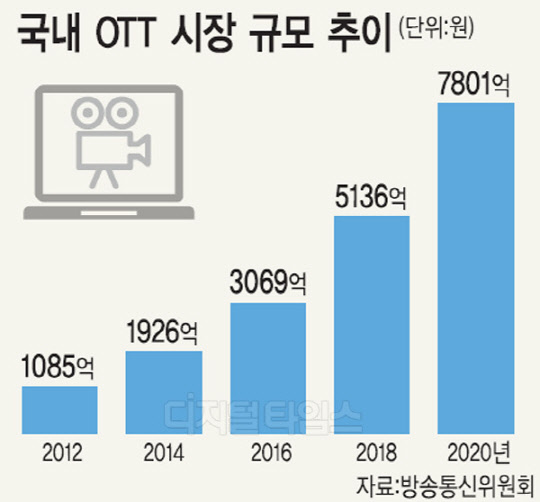 국내 OTT 시장 규모 추이 (단위:원)
7801억
5136억
3069억
1926억
1085억
디지털타임스
2012 2014 2016 2018 2020년
자료:방송통신위원회